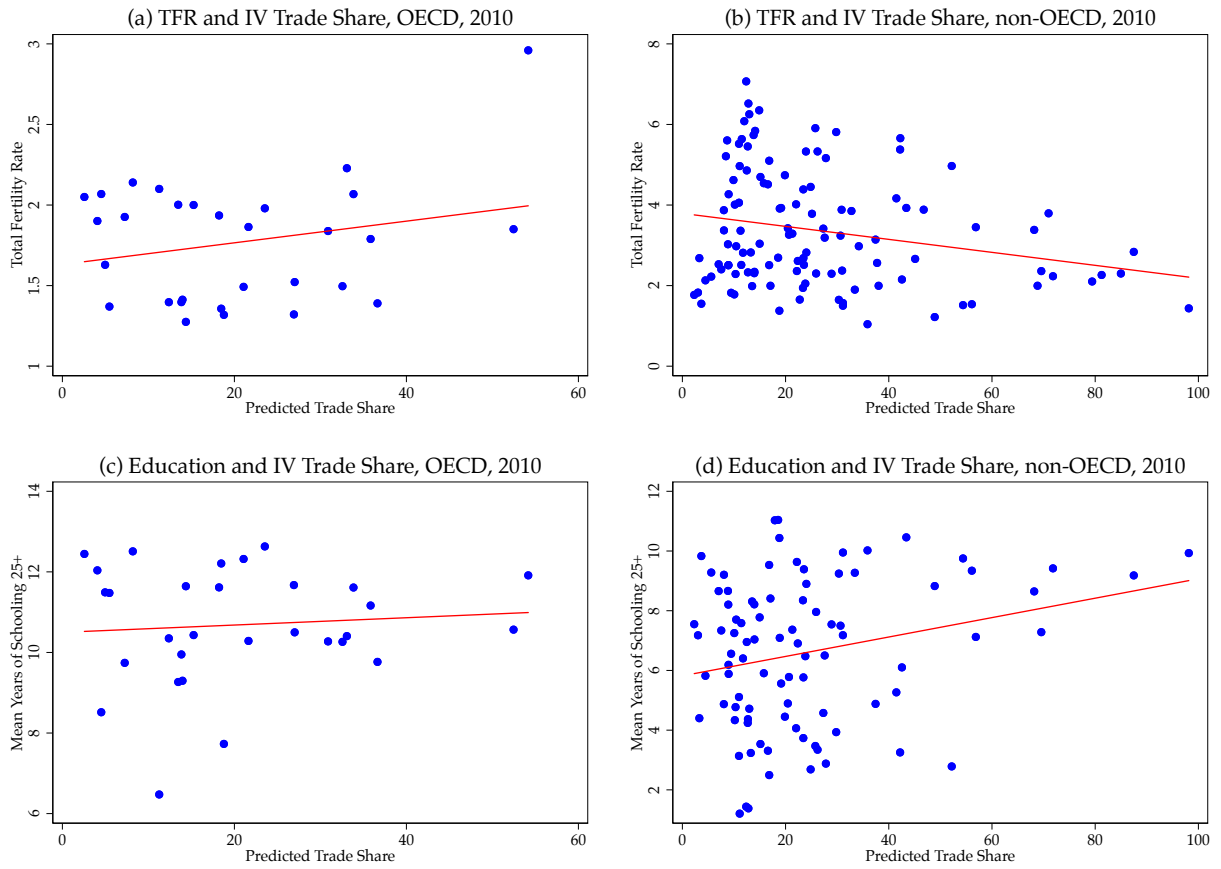 (a) TFR and IV Trade Share, OECD, 2010
Total Fertility Rate
3
2.5
2
1.5
1
0 20 40 60
Predicted Trade Share
(b) TFR and IV Trade Share, non-OECD, 2010
Total Fertility Rate
8
6
4
2
0
0 20 40 60 80 100
Predicted Trade Share
(c) Education and IV Trade Share, OECD, 2010
Mean Years of Schooling 25+
14
12
10
8
6
0 20 40 60
Predicted Trade Share
(d) Education and IV Trade Share, non-OECD, 2010
Mean Years of Schooling 25+
12
10
8
6
4
2
0 20 40 60 80 100
Predicted Trade Share